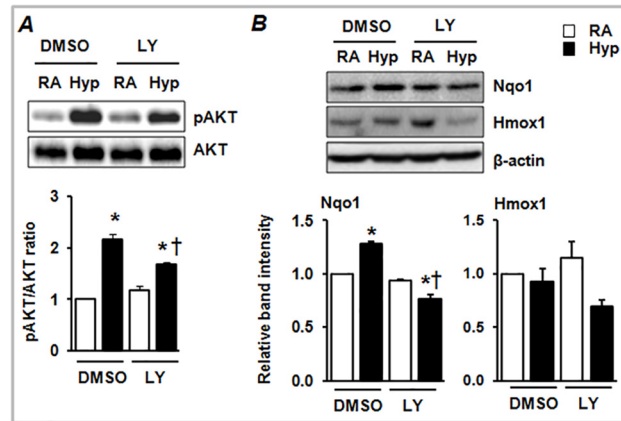 A
DMSO LY
RA Hyp RA Hyp
pAKT
AKT
pAKT/AKT ratio
3
2
1
0
*
*†
DMSO LY
B
DMSO LY
RA Hyp RA Hyp
RA
Hyp
Nqo1
Hmox1
β-actin
Relative band intensity
Nqo1
1.5
1.0
0.5
0.0
*
*†
DMSO LY
Hmox1
1.5
1.0
0.5
0.0
DMSO LY